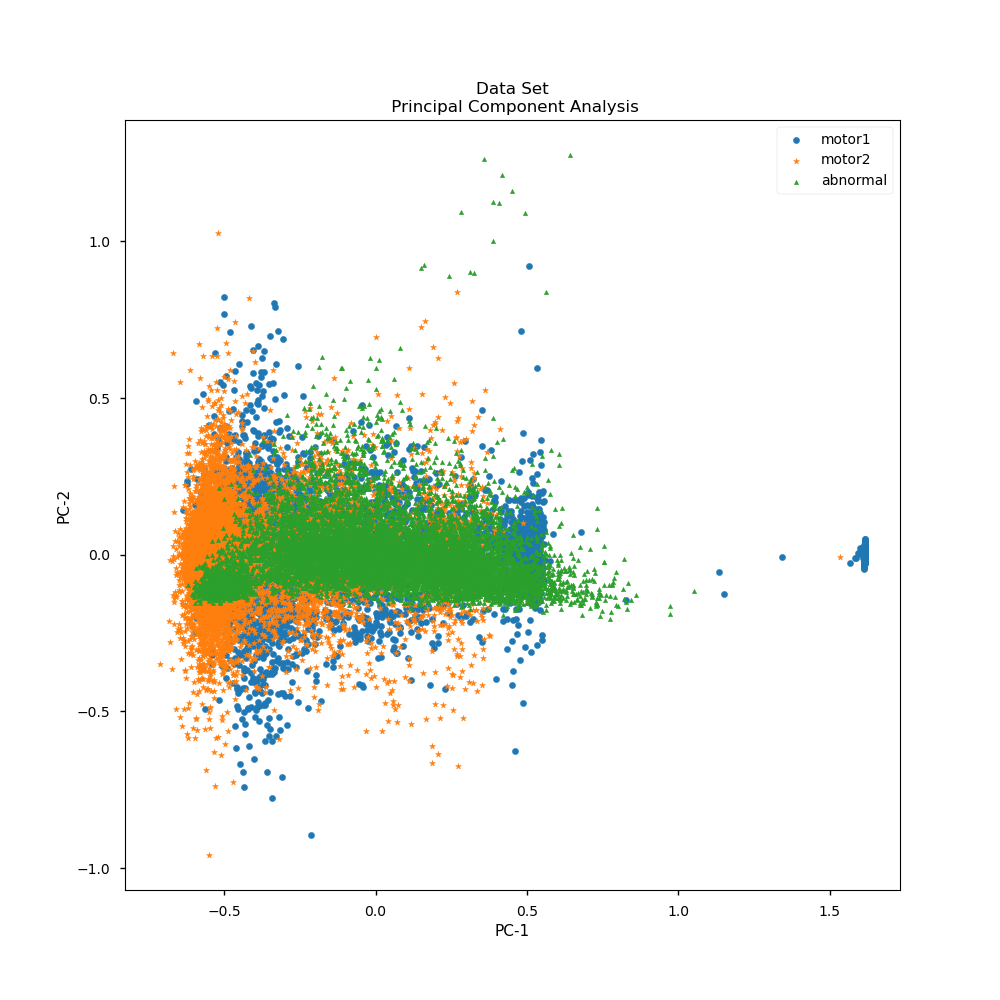 Data Set
Principal Component Analysis
motor1
motor2
abnormal
PC-2
1.0
0.5
0.0
−0.5
−1.0
−0.5
0.0
0.5
1.0
1.5
PC-1